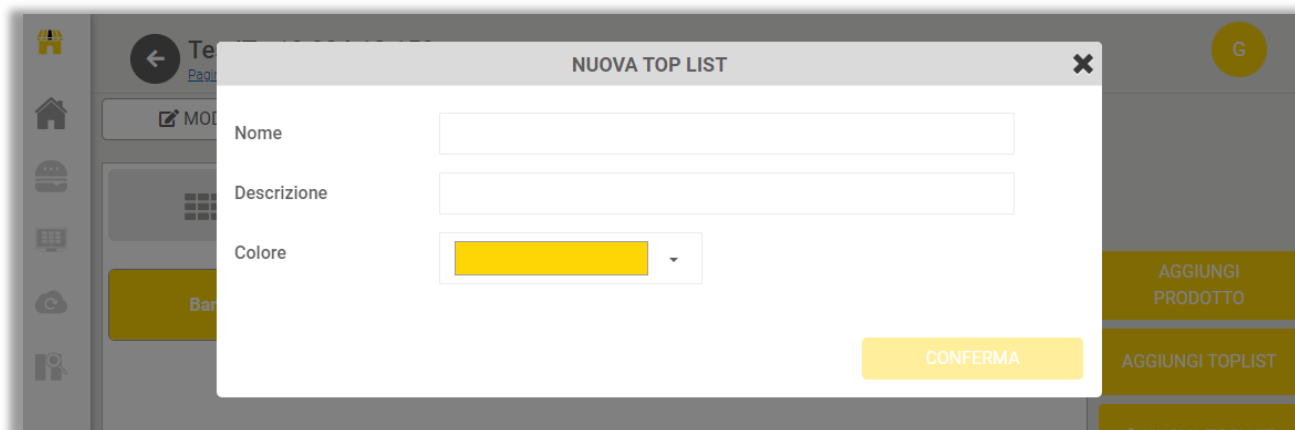 G
NUOVA TOP LIST
Nome
Descrizione
Colore
AGGIUNGI
PRODOTTO
CONFERMA
AGGIUNGI TOPLIST